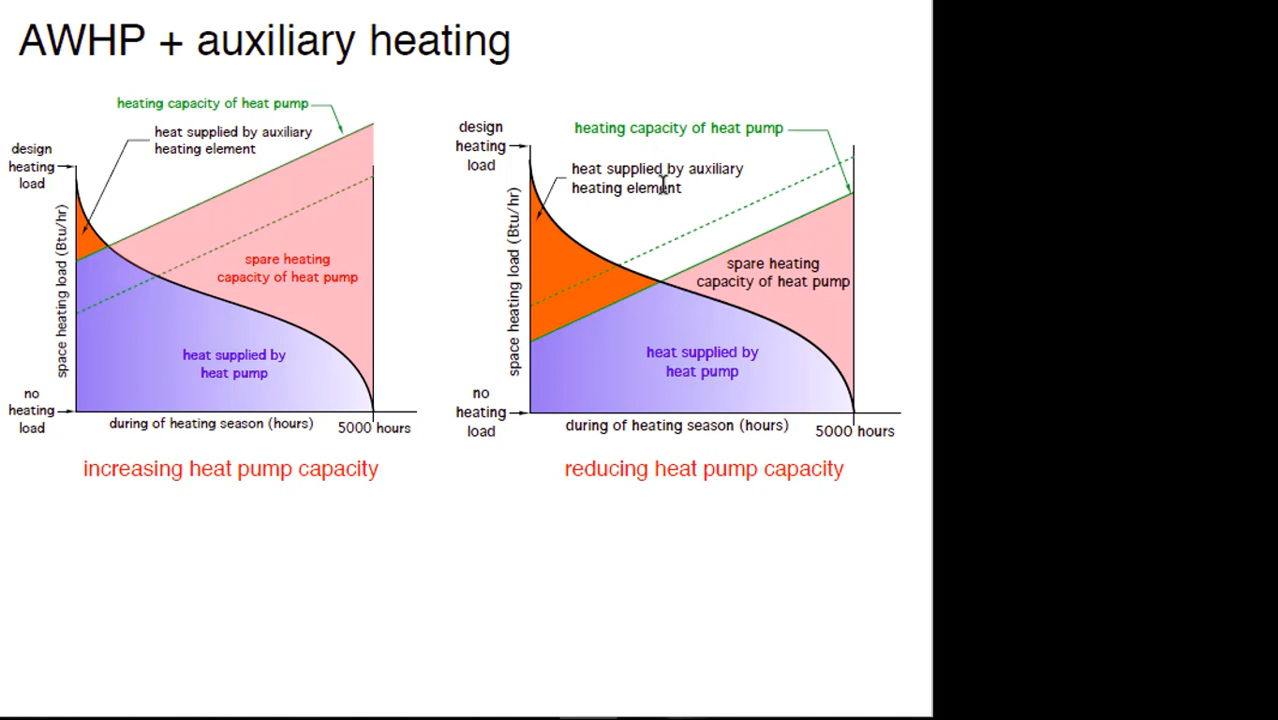 AWHP + auxiliary heating
heating capacity of heat pump
heat supplied by auxiliary
heating element
design
heating
load
space heating load (Btu/hr)
spare heating
capacity of heat pump
heat supplied by
heat pump
no
heating
load
during of heating season (hours)
5000 hours
increasing heat pump capacity
design
heating
load
heating capacity of heat pump
heat supplied by auxiliary
heating element
space heating load (Btu/hr)
spare heating
capacity of heat pump
heat supplied by
heat pump
no
heating
load
during of heating season (hours)
5000 hours
reducing heat pump capacity